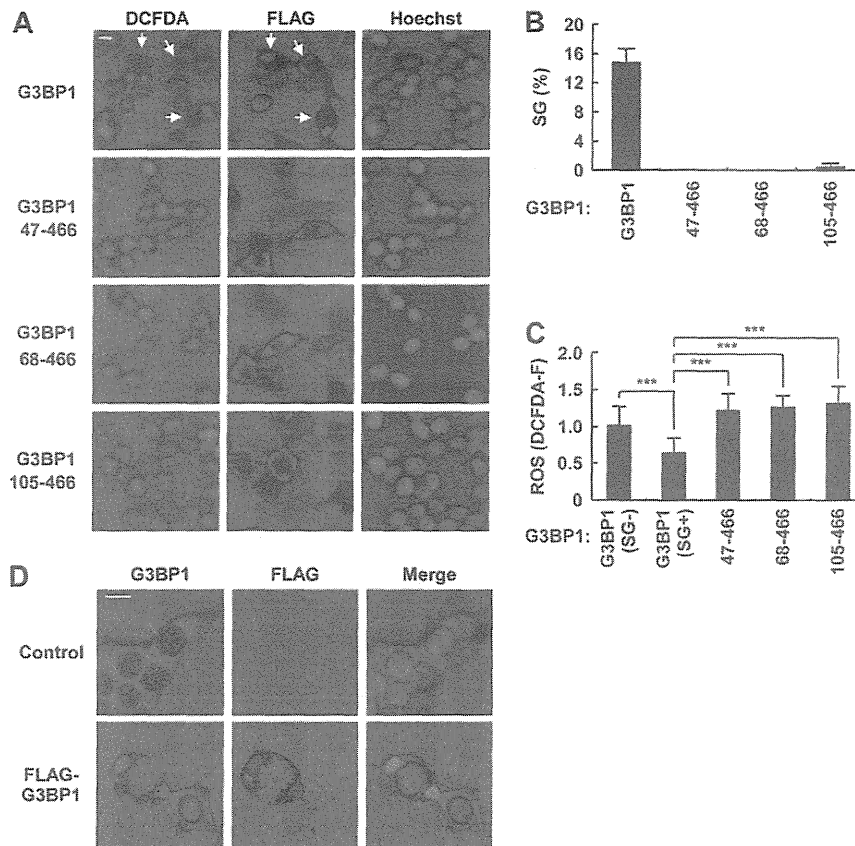 A
DCFDA FLAG Hoechst
G3BP1
G3BP1
47-466
G3BP1
68-466
G3BP1
105-466
B
SG (%)
20
16
12
8
4
0
G3BP1:
G3BP1
47-466
68-466
105-466
C
ROS (DCFDA-F)
2.0
1.5
1.0
0.5
0
***
***
***
***
G3BP1:
G3BP1
(SG-)
G3BP1
(SG+)
47-466
68-466
105-466
D
G3BP1 FLAG Merge
Control
FLAG-
G3BP1